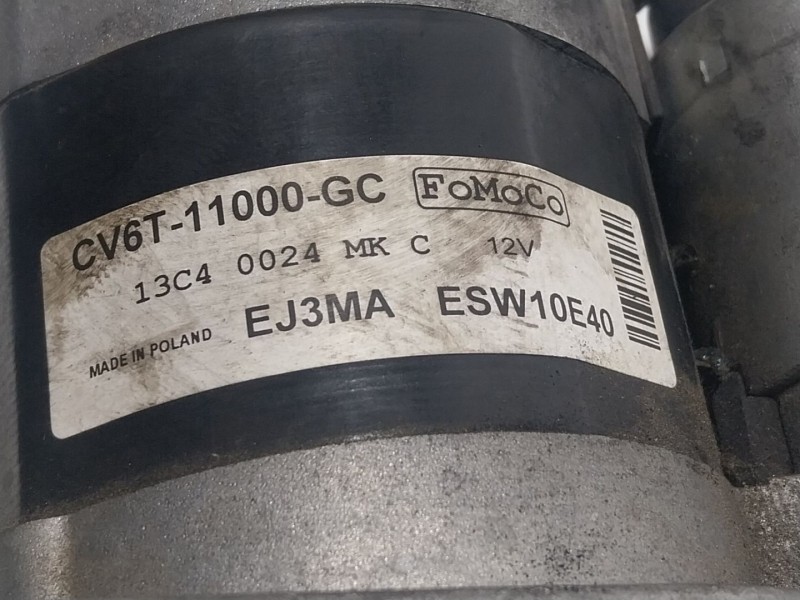 CV6T-11000-GC FoMoCo
13C4 0024 MK C 12V
MADE IN POLAND EJ3MA ESW10E40